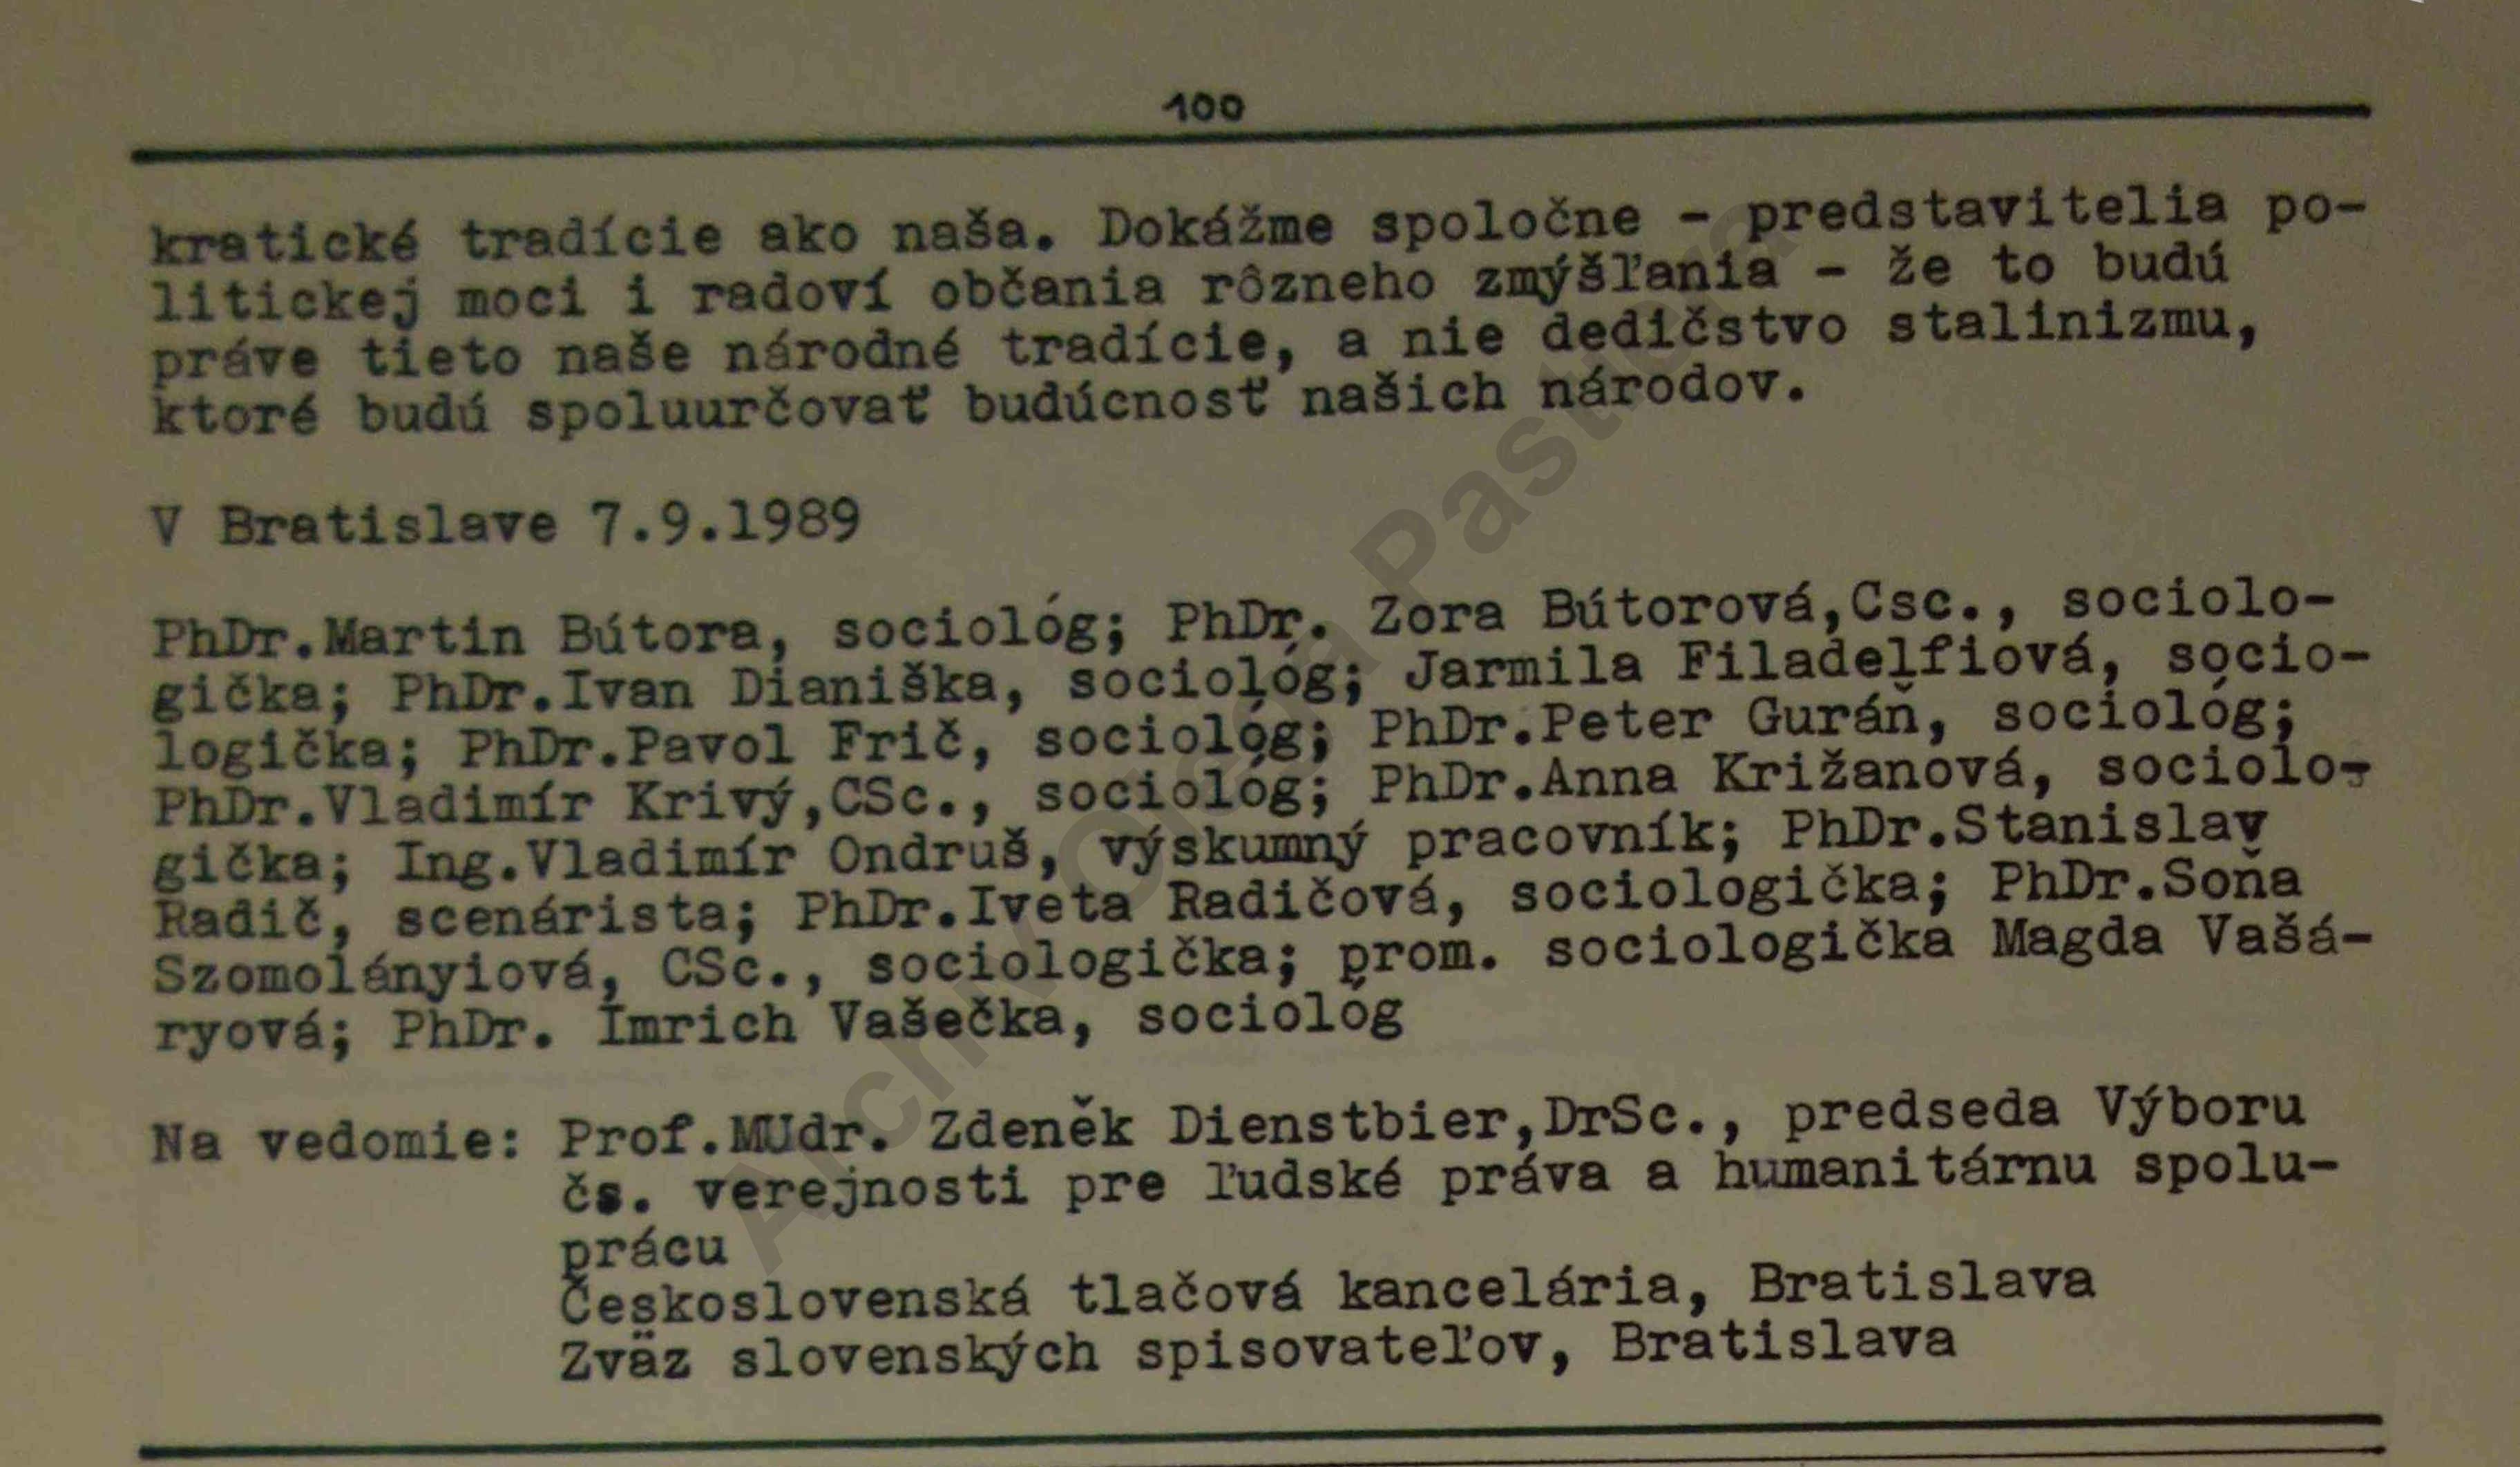 100
kratické tradície ako naša. Dokážme spoločne - predstavitelia po-
litickej moci i radoví občania rôzneho zmýšľania - že to budú
práve tieto naše národné tradície, a nie dedičstvo stalinizmu,
ktoré budú spoluurčovať budúcnosť našich národov.
V Bratislave 7.9.1989
PhDr.Martin Bútora, sociológ; PhDr. Zora Bútorová,Csc., sociolo-
gička; PhDr.Ivan Dianiška, sociológ; Jarmila Filadelfiová, socio-
logička; PhDr.Pavol Frič, sociológ; PhDr.Peter Guráň, sociológ;
PhDr.Vladimír Krivý,CSc., sociológ; PhDr.Anna Križanová, sociolo-
gička; Ing.Vladimír Ondruš, výskumný pracovník; PhDr.Stanislav
Radič, scenárista; PhDr.Iveta Radičová, sociologička; PhDr.Soňa
Szomolányiová, CSc., sociologička; prom. sociologička Magda Vašá-
ryová; PhDr. Imrich Vašečka, sociológ
Na vedomie: Prof.MUdr. Zdeněk Dienstbier,DrSc., predseda Výboru
čs. verejnosti pre ľudské práva a humanitárnu spolu-
prácu
Československá tlačová kancelária, Bratislava
Zväz slovenských spisovateľov, Bratislava
Archív Oleg Pastier